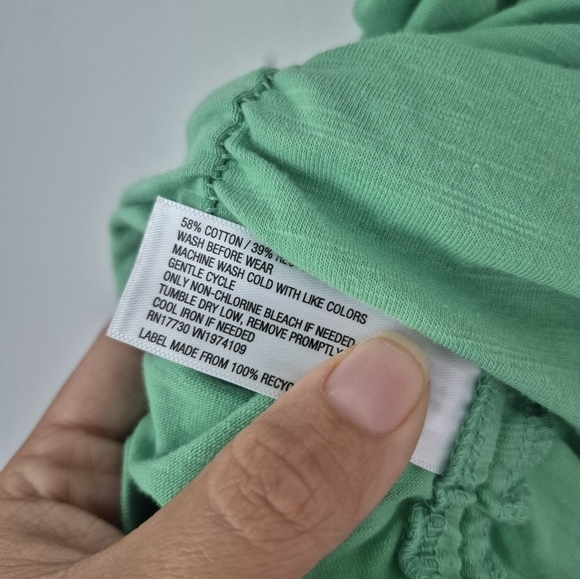 58% COTTON / 39%
WASH BEFORE WEAR
MACHINE WASH COLD WITH LIKE COLORS
GENTLE CYCLE
ONLY NON-CHLORINE BLEACH IF NEEDED
TUMBLE DRY LOW, REMOVE PROMPTLY
COOL IRON IF NEEDED
RN17730 VN1974109
LABEL MADE FROM 100%